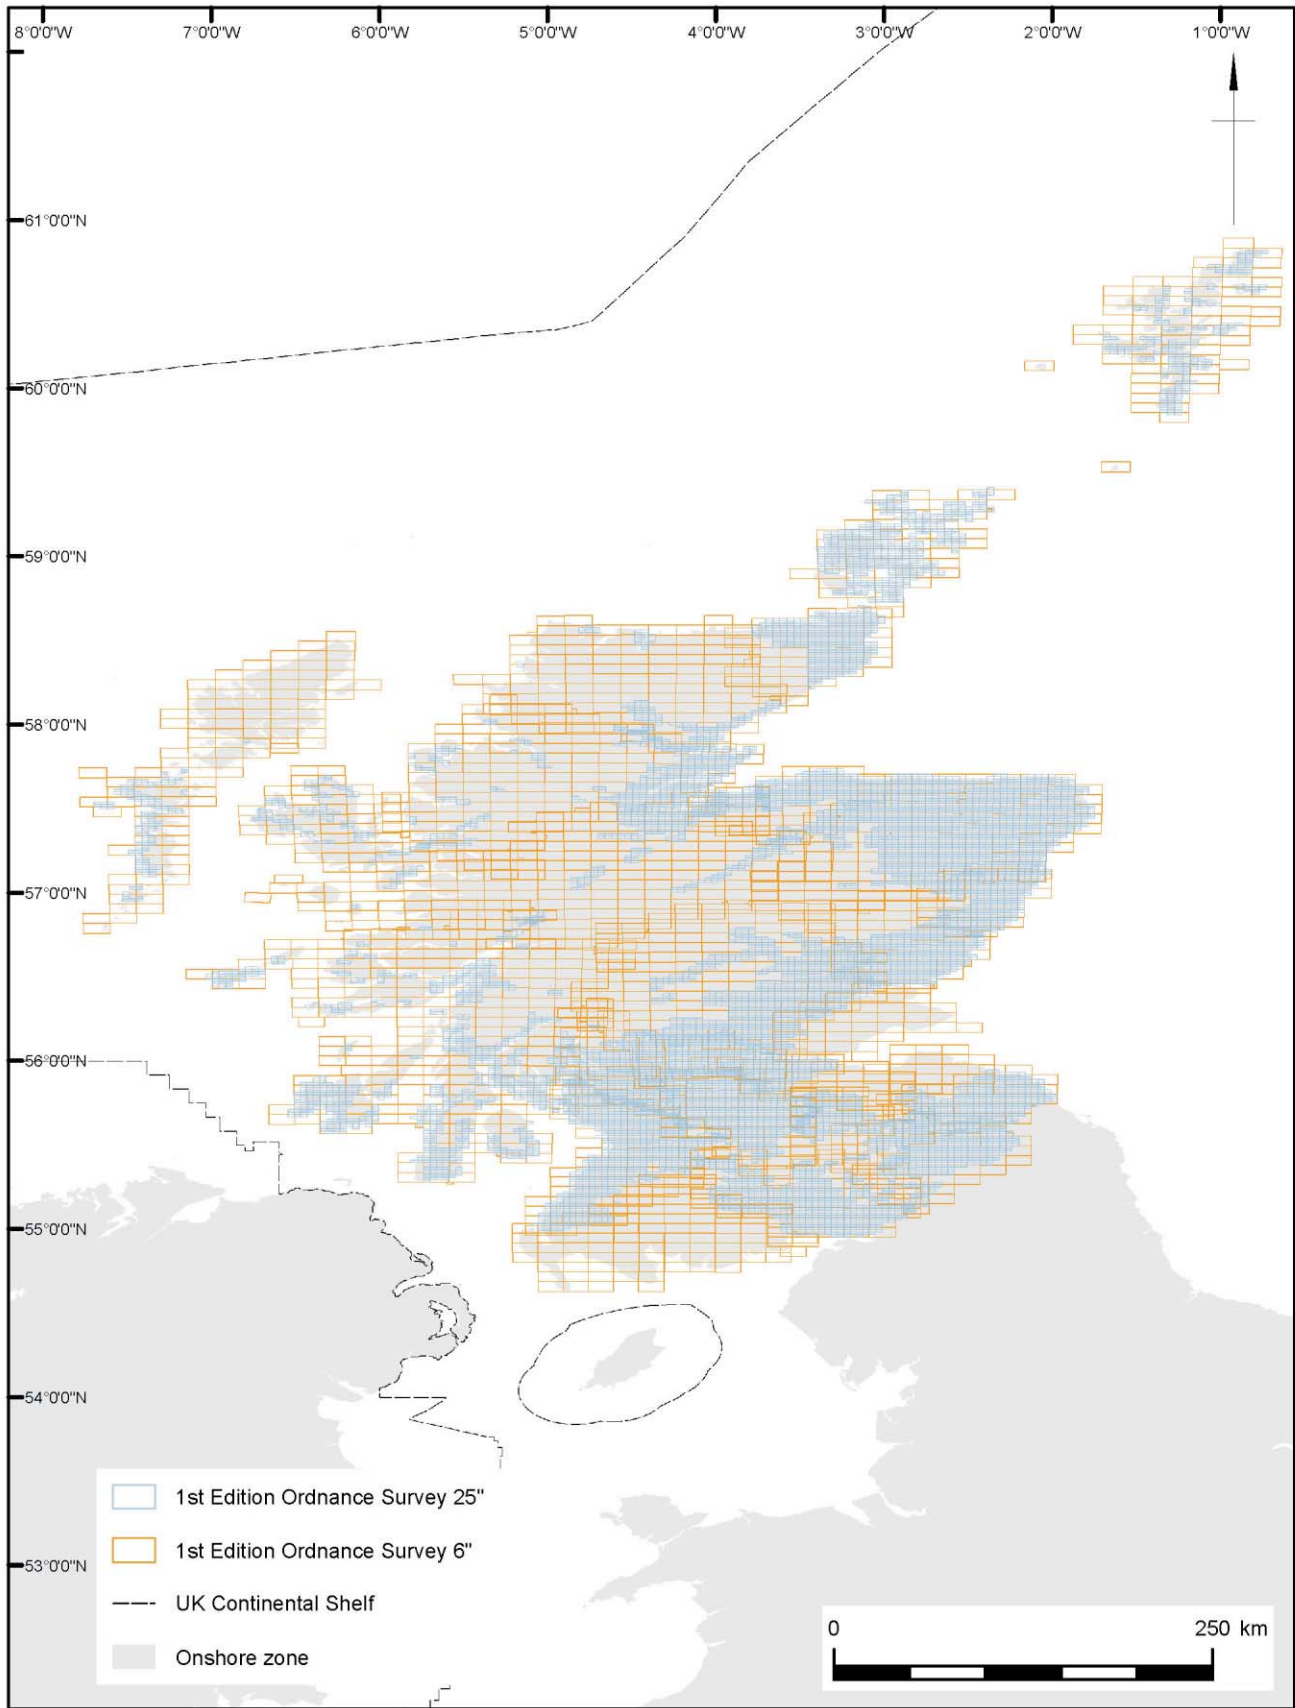 8°0'0"W 7°0'0"W 6°0'0"W 5°0'0"W 4°0'0"W 3°0'0"W 2°0'0"W 1°0'0"W
61°0'0"N
60°0'0"N
59°0'0"N
58°0'0"N
57°0'0"N
56°0'0"N
55°0'0"N
54°0'0"N
53°0'0"N
1st Edition Ordnance Survey 25"
1st Edition Ordnance Survey 6"
UK Continental Shelf
Onshore zone
0 250 km